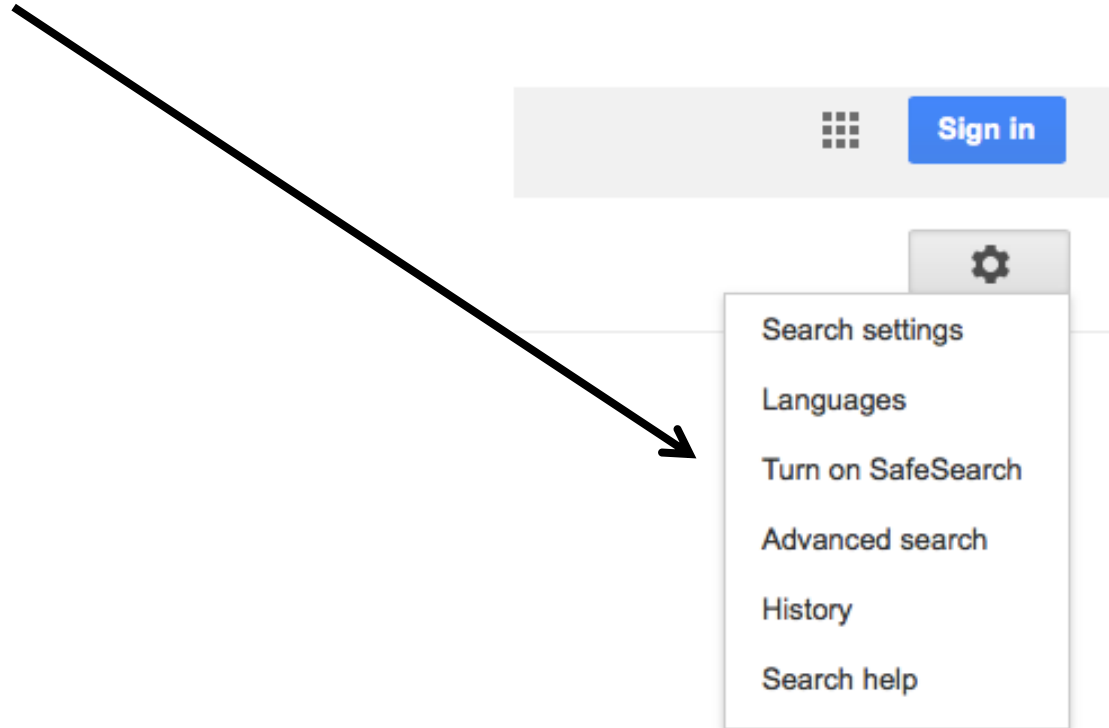 Sign in
Search settings
Languages
Turn on SafeSearch
Advanced search
History
Search help